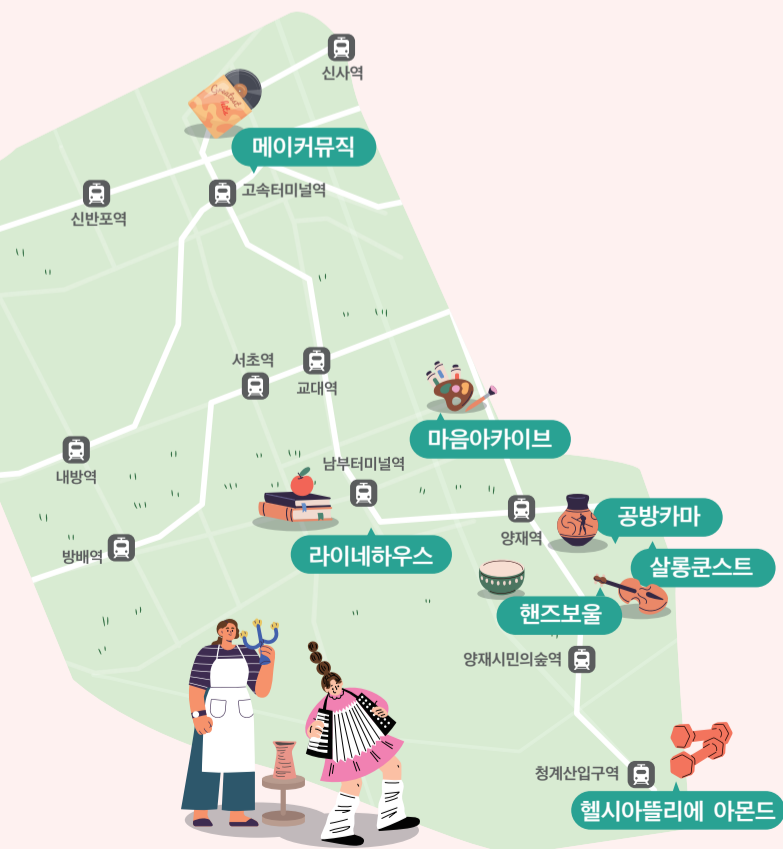 신사역
Greatest
메이커뮤직
고속터미널역
신반포역
서초역
교대역
마음아카이브
내방역
남부터미널역
방배역
양재역
공방카마
라이네하우스
살롱쿤스트
핸즈보울
양재시민의숲역
청계산입구역
헬시아뜰리에 아몬드